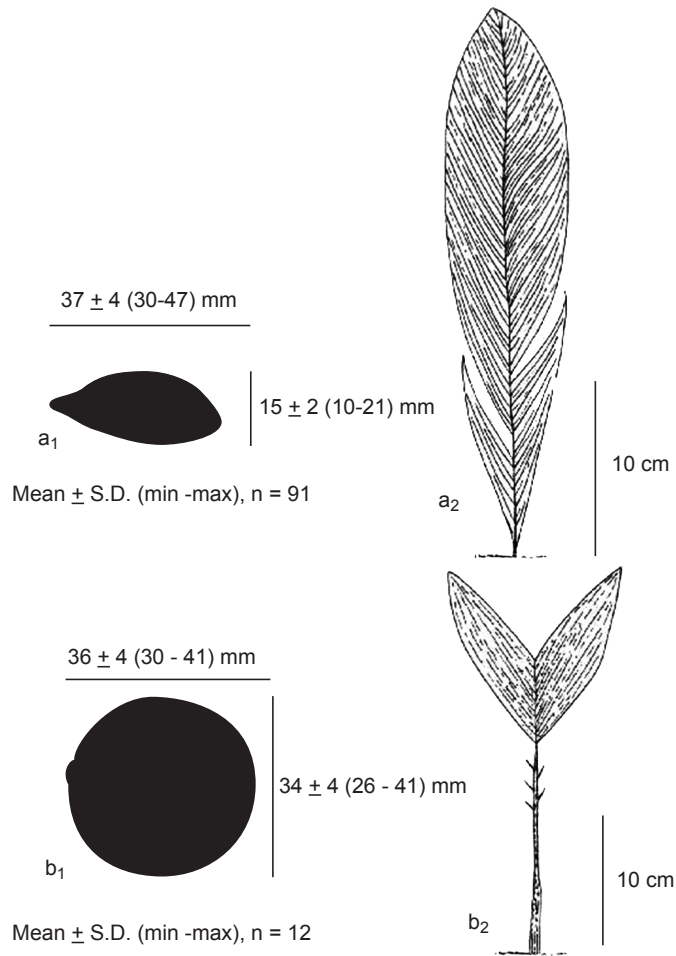 37 ± 4 (30-47) mm
15 ± 2 (10-21) mm
a1
Mean ± S.D. (min -max), n = 91
a2
10 cm
36 ± 4 (30 - 41) mm
34 ± 4 (26 - 41) mm
b1
Mean ± S.D. (min -max), n = 12
b2
10 cm